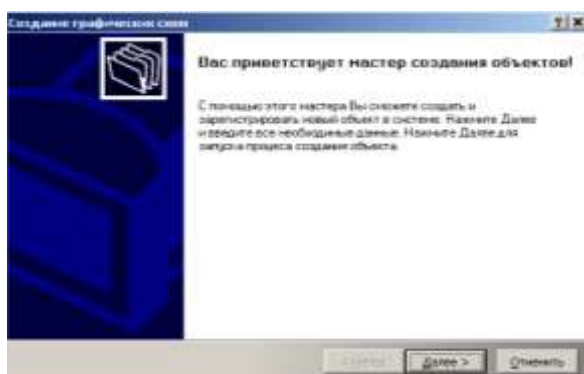 Создание графических схем
Вас приветствует мастер создания объектов!
С помощью этого мастера Вы сможете создать и
зарегистрировать новый объект в системе. Нажмите Далее
и введите все необходимые данные. Нажмите Далее для
запуска процеса создания объекта.
Далее > Отменить